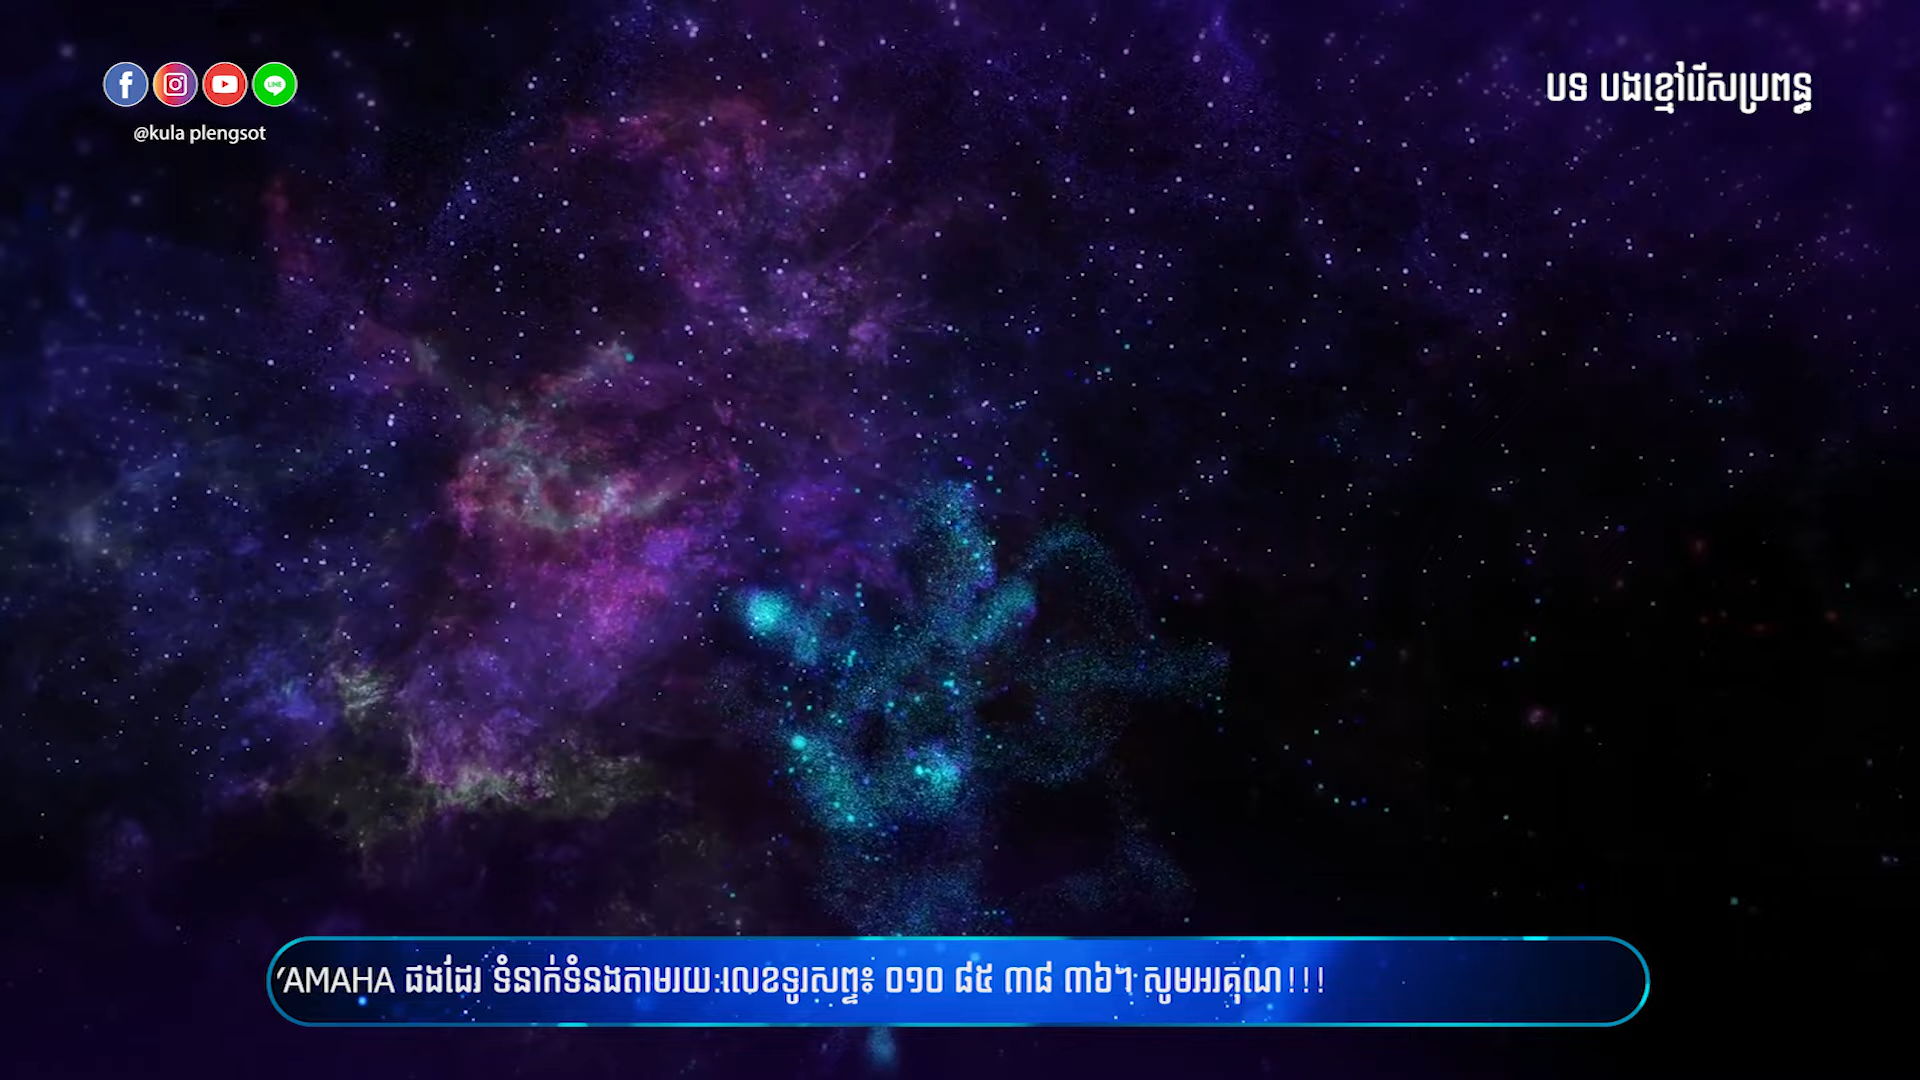 @kula plengsot
បទ បងខ្មៅរើសប្រពន្ធ
YAMAHA ផងដែរ ទំនាក់ទំនងតាមរយៈលេខទូរសព្ទ៖ ០១០ ៨៥ ៣៨ ៣៦។ សូមអរគុណ!!!